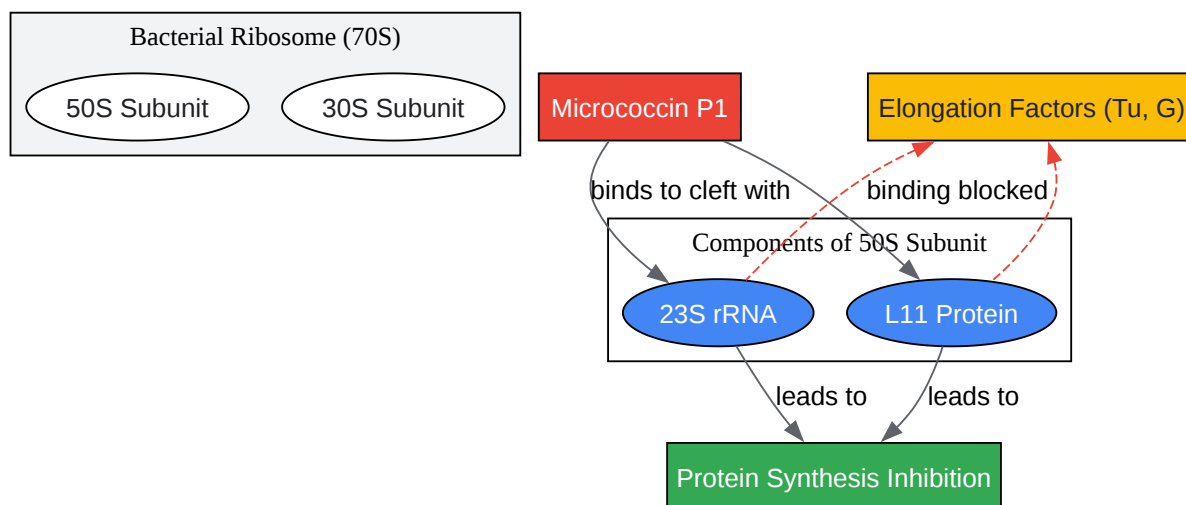 Bacterial Ribosome (70S)
50S Subunit
30S Subunit
Micrococcin P1
Elongation Factors (Tu, G)
binds to cleft with
binding blocked
Components of 50S Subunit
23S rRNA
L11 Protein
leads to
leads to
Protein Synthesis Inhibition